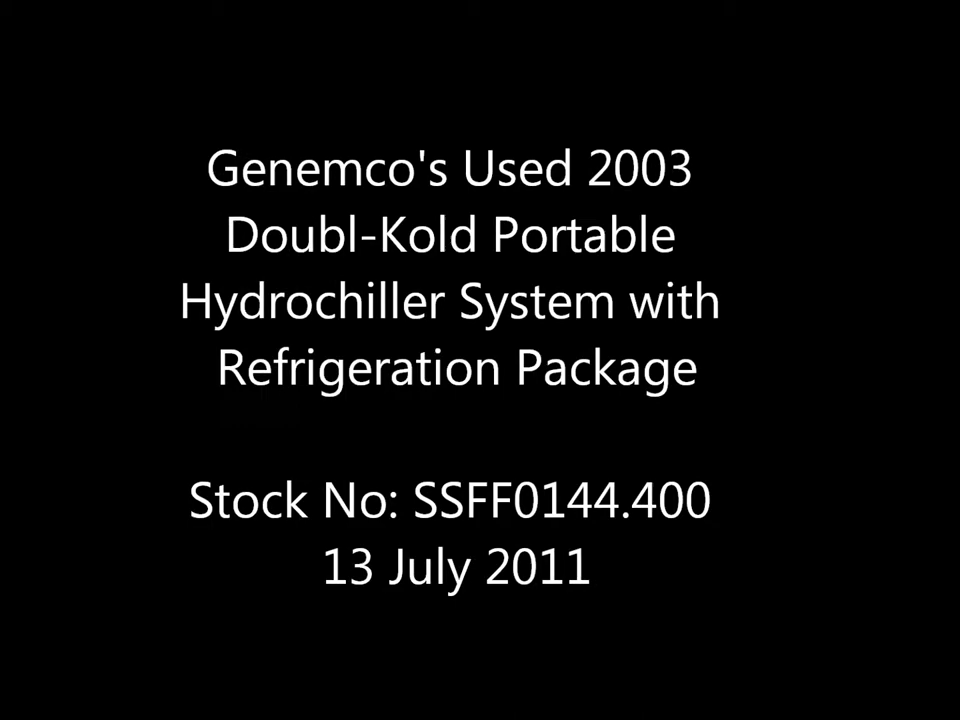 Genemco's Used 2003
Doubl-Kold Portable
Hydrochiller System with
Refrigeration Package
Stock No: SSFF0144.400
13 July 2011